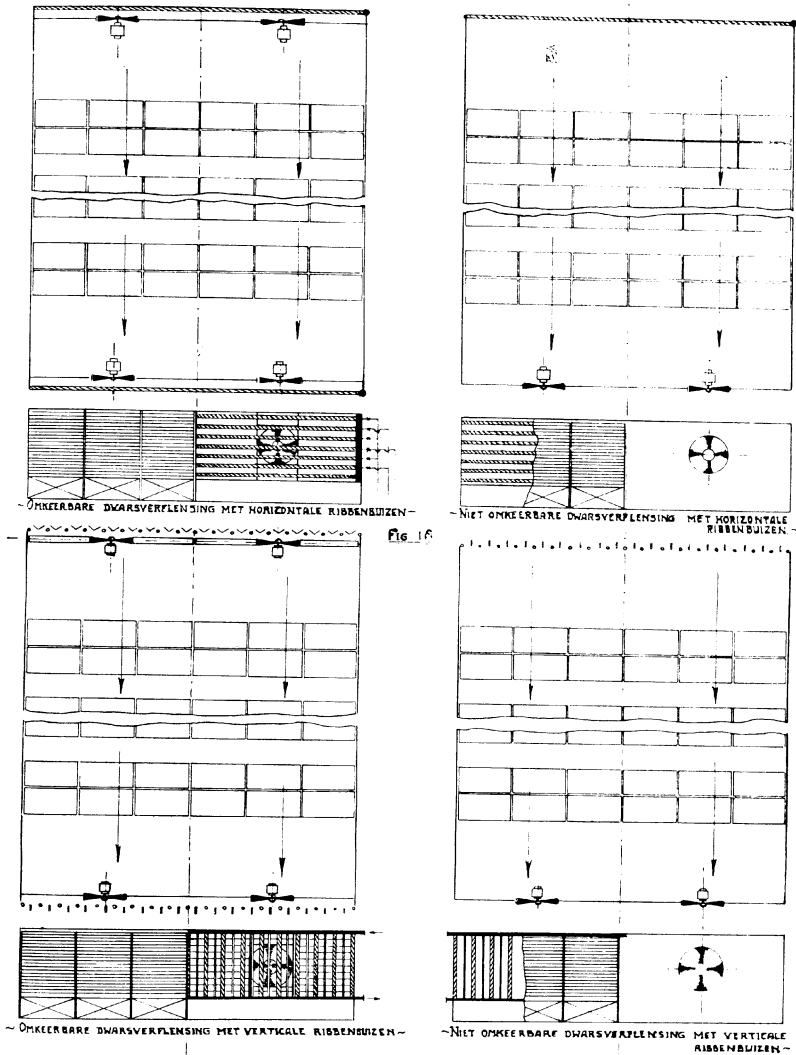 ~OMKEERBARE DWARSVERFLENSING MET HORIZONTALE RIBBENBUIZEN~
~NIET OMKEERBARE DWARSVERFLENSING MET HORIZONTALE
RIBBENBUIZEN.~
FIG 16
~OMKEERBARE DWARSVERFLENSING MET VERTICALE RIBBENBUIZEN~
~NIET OMKEERBARE DWARSVERFLENSING MET VERTICALE
RIBBENBUIZEN~